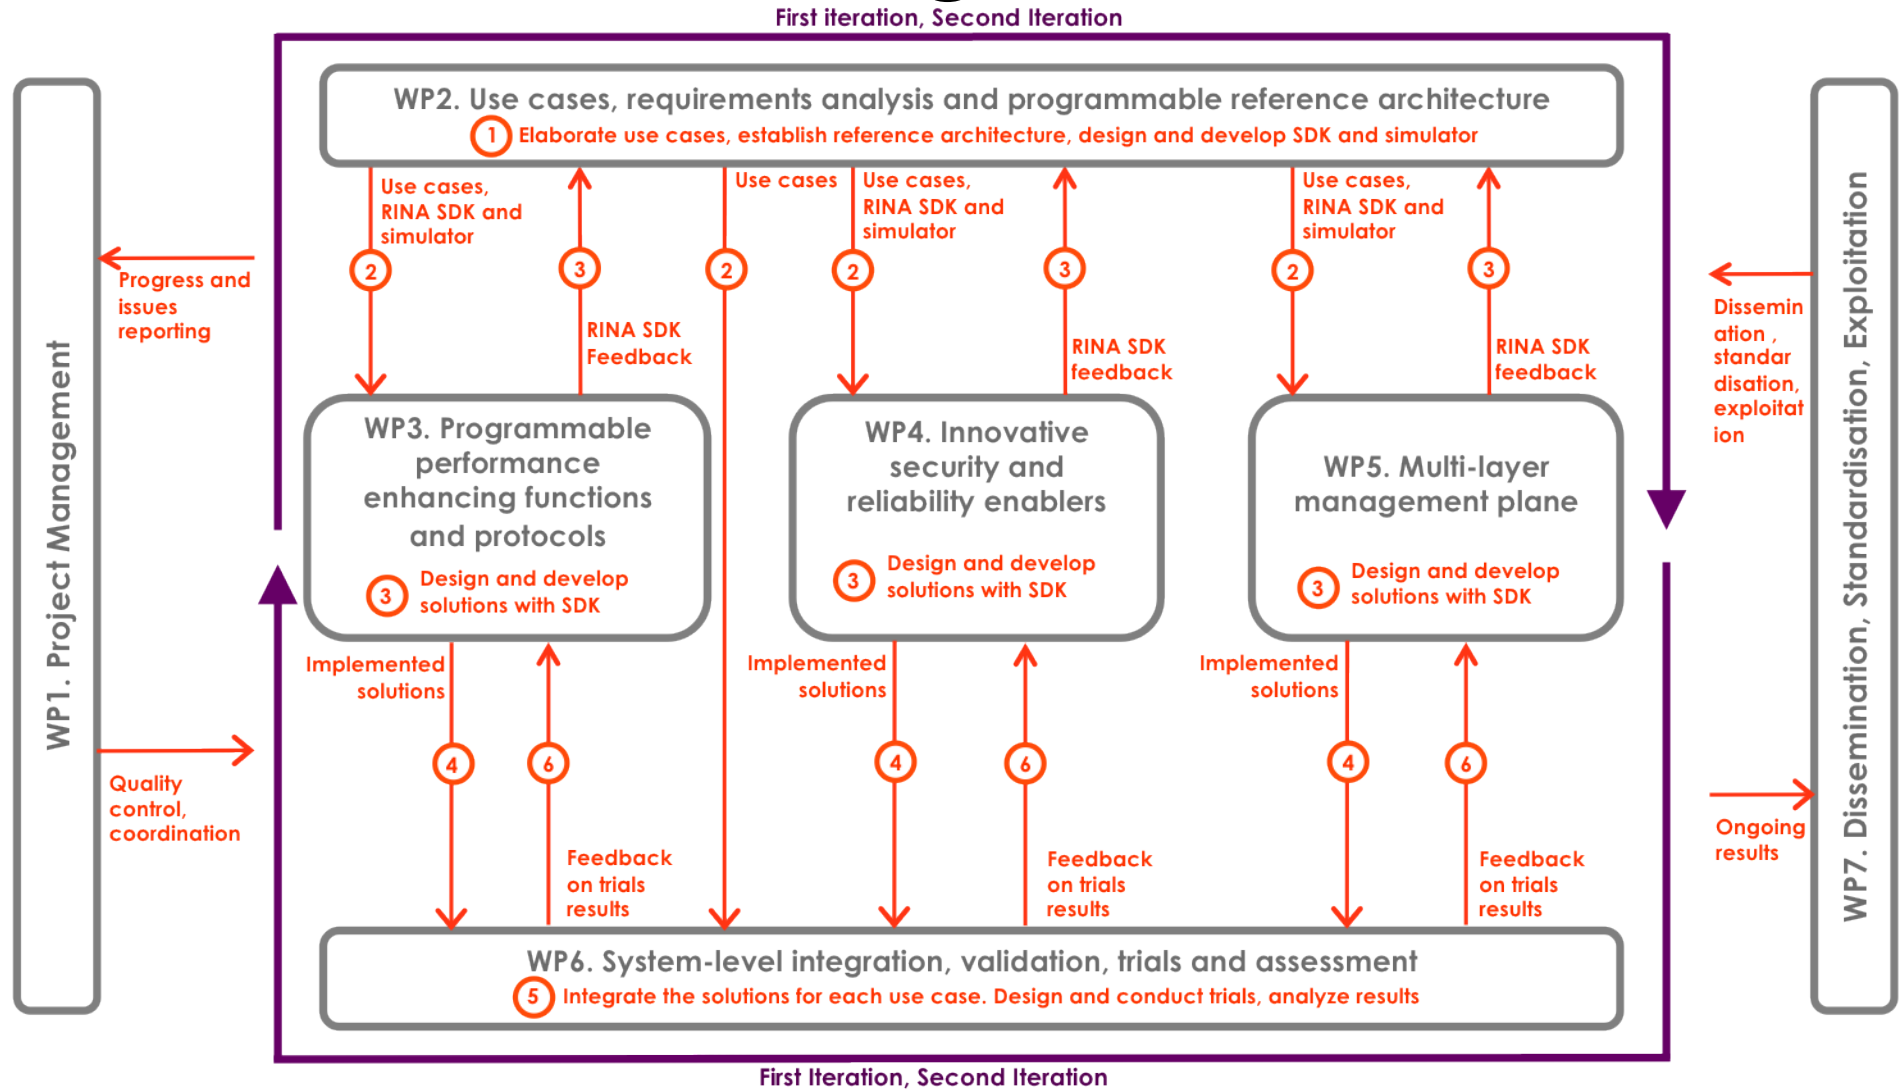 First iteration, Second Iteration
WP2. Use cases, requirements analysis and programmable reference architecture
1 Elaborate use cases, establish reference architecture, design and develop SDK and simulator
WP1. Project Management
Progress and
issues
reporting
Quality
control,
coordination
Use cases,
RINA SDK and
simulator
2
3
RINA SDK
Feedback
Use cases
2
Use cases,
RINA SDK and
simulator
2
3
RINA SDK
feedback
Use cases,
RINA SDK and
simulator
2
3
RINA SDK
feedback
WP3. Programmable
performance
enhancing functions
and protocols
3 Design and develop
solutions with SDK
WP4. Innovative
security and
reliability enablers
3 Design and develop
solutions with SDK
WP5. Multi-layer
management plane
3 Design and develop
solutions with SDK
Implemented
solutions
4
6
Feedback
on trials
results
Implemented
solutions
4
6
Feedback
on trials
results
Implemented
solutions
4
6
Feedback
on trials
results
WP6. System-level integration, validation, trials and assessment
5 Integrate the solutions for each use case. Design and conduct trials, analyze results
First Iteration, Second Iteration
Dissemin
ation ,
standar
disation,
exploitat
ion
Ongoing
results
WP7. Dissemination, Standardisation, Exploitation